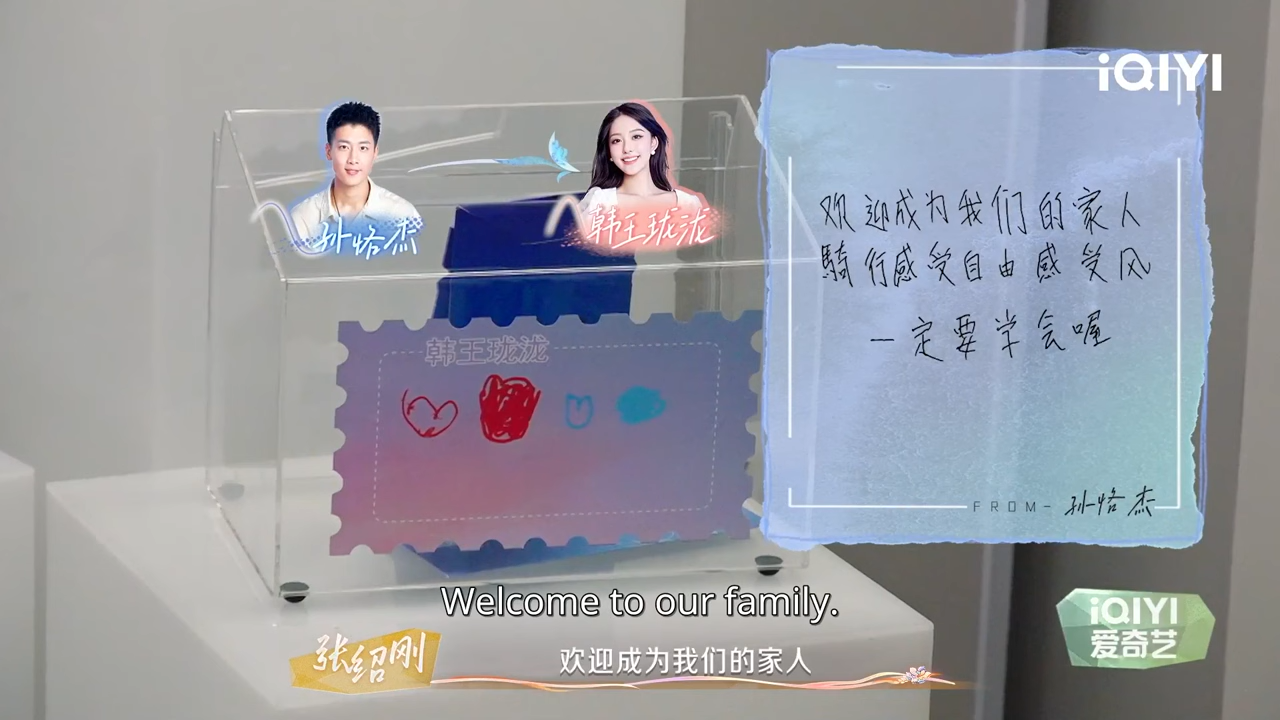 iQIYI
孙恪杰
韩王珑泷
欢迎成为我们的家人
騎行感受自由感受风
一定要学会喔
FROM- 孙恪杰
韩王珑泷
Welcome to our family.
张绍刚
欢迎成为我们的家人
iQIYI
爱奇艺